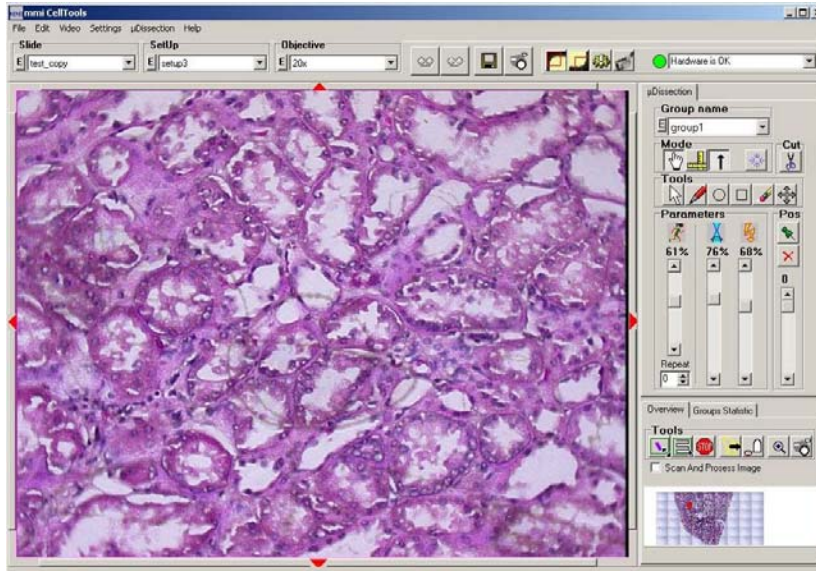 mmi CellTools
File Edit Video Settings µDissection Help
Slide SetUp Objective
E test_copy E setup3 E 20x Hardware is OK
µDissection
Group name
E group1
Mode Cut
Tools
Parameters Pos
61% 76% 68%
0
Repeat
0
Overview Groups Statistic
Tools
STOP
Scan And Prosess Image